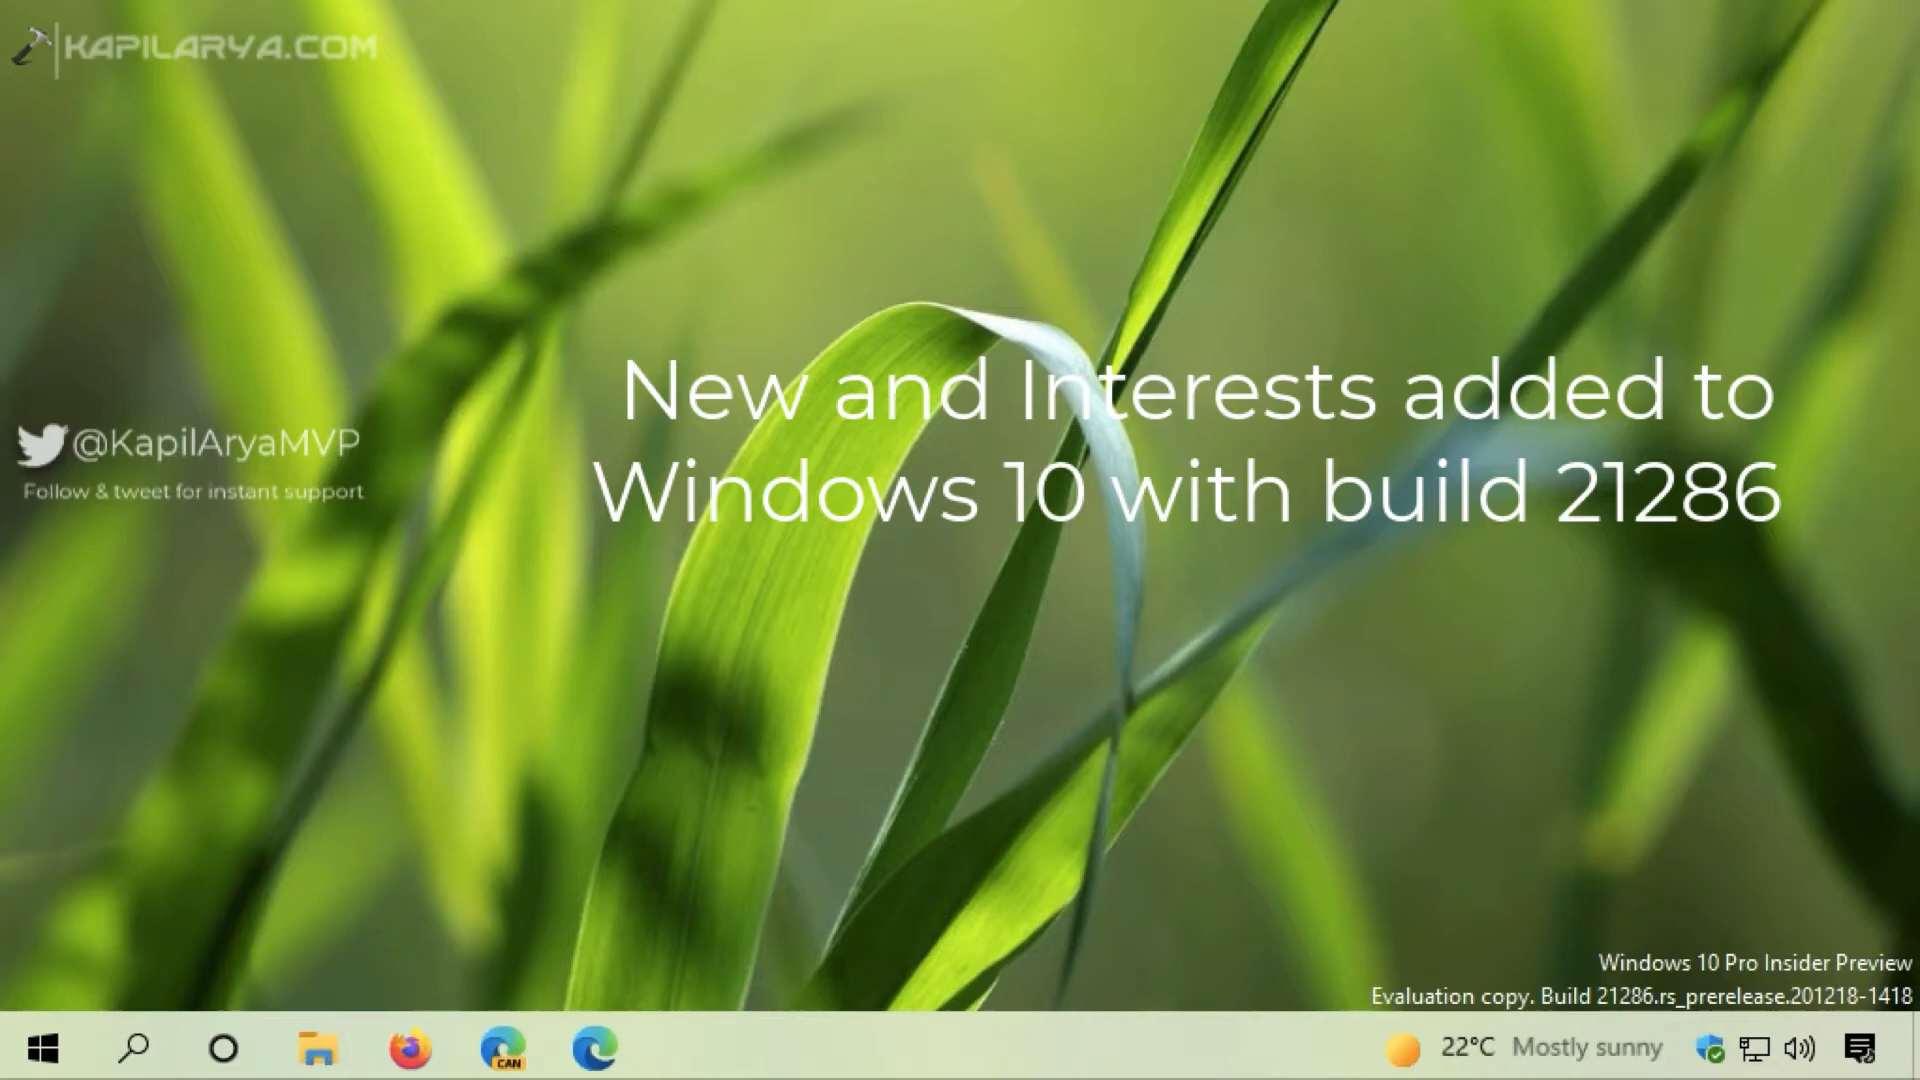 KAPILARYA.COM
New and Interests added to
Windows 10 with build 21286
@KapilAryaMVP
Follow & tweet for instant support
Windows 10 Pro Insider Preview
Evaluation copy. Build 21286.rs_prerelease.201218-1418
CAN
22°C Mostly sunny